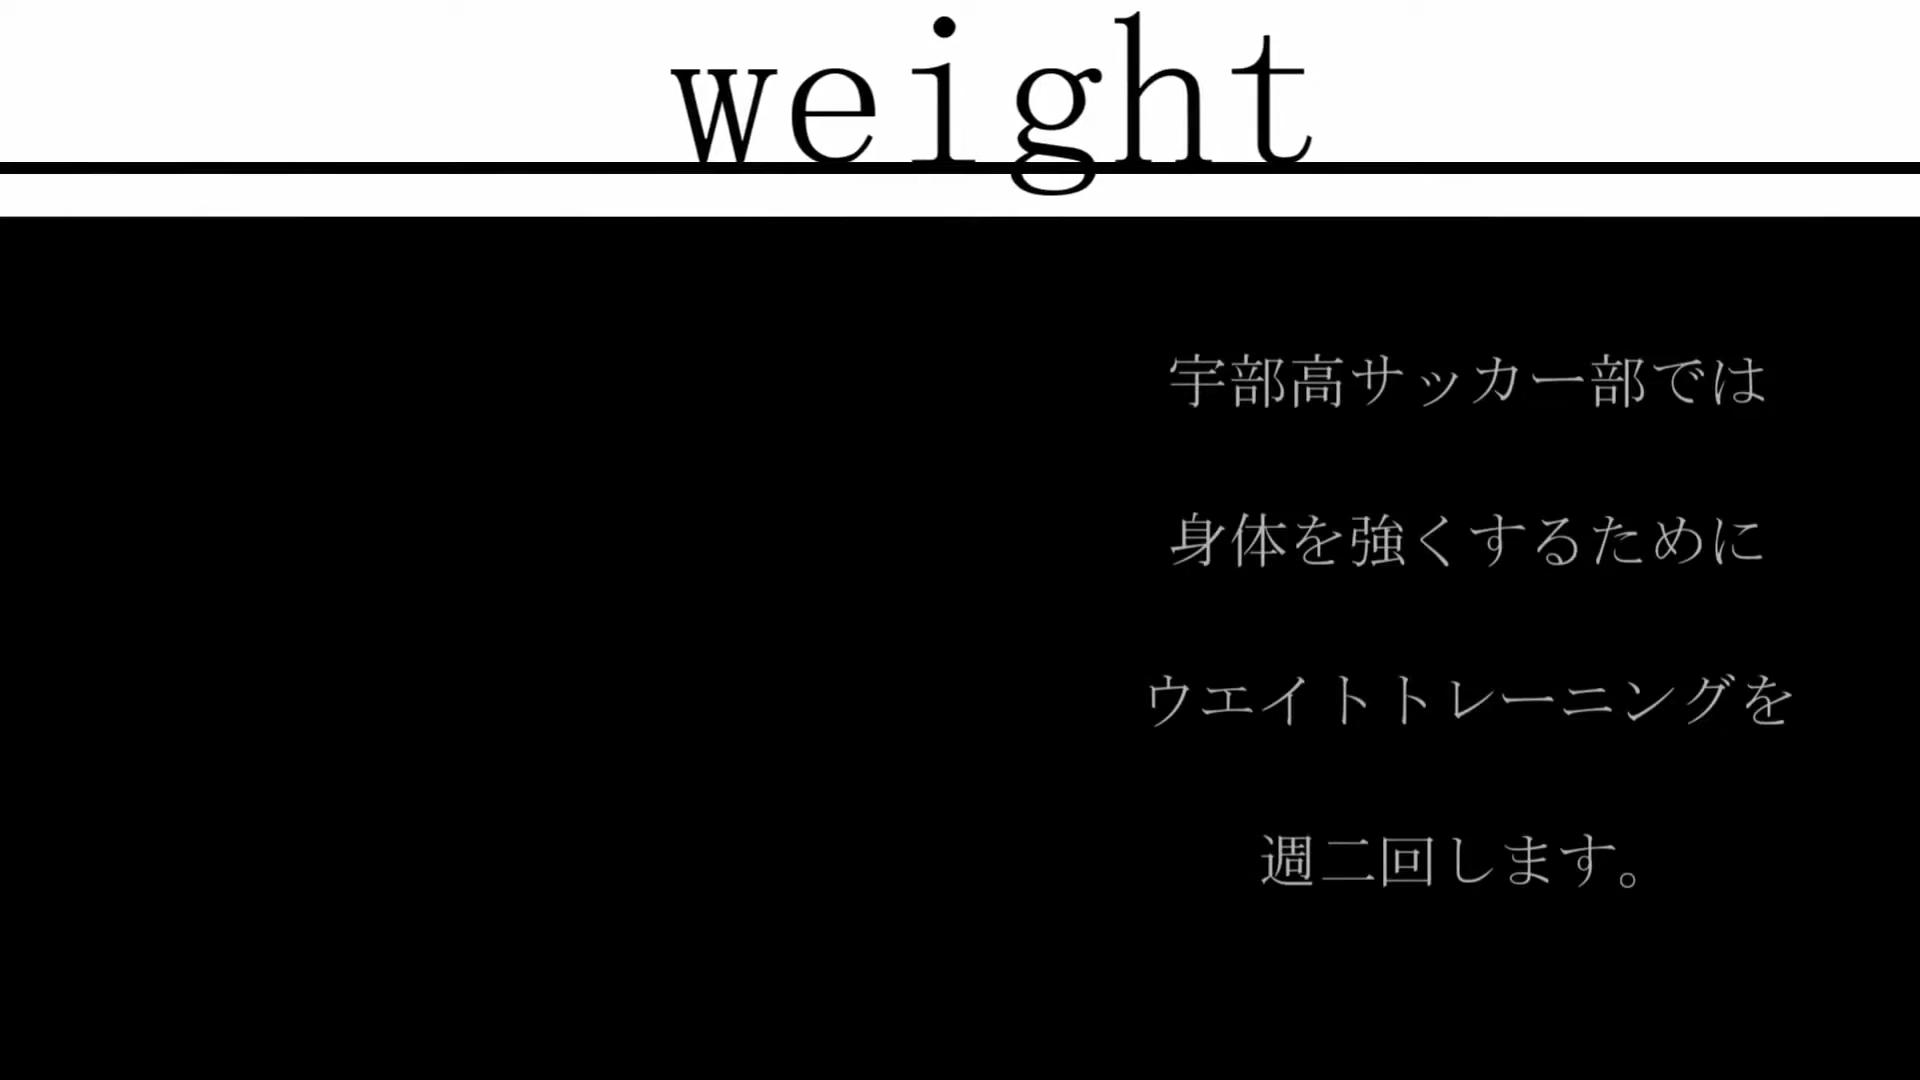 weight
宇部高サッカー部では
身体を強くするために
ウエイトトレーニングを
週二回します。